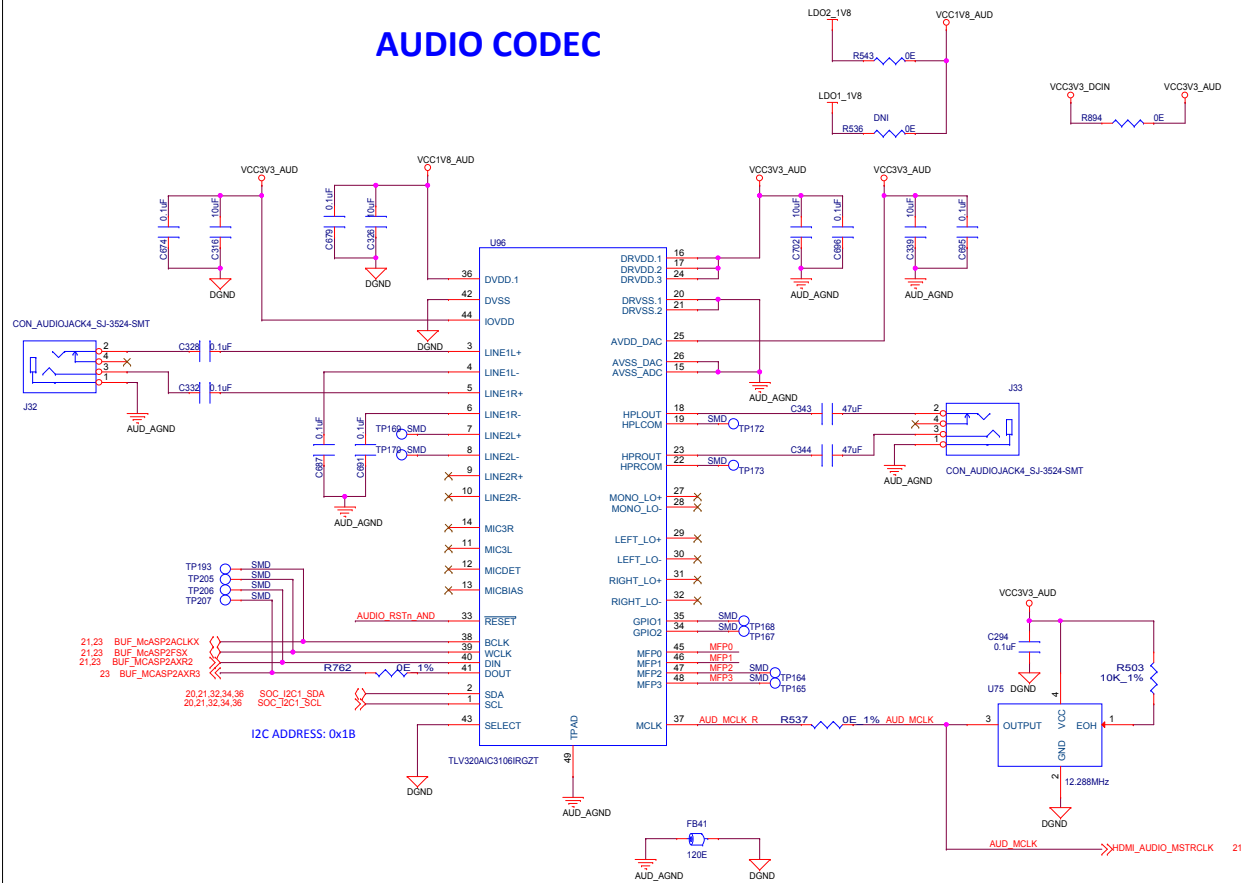 AUDIO CODEC
LDO2_1V8
VCC1V8_AUD
R543
0E
LDO1_1V8
DNI
R536
0E
VCC3V3_DCIN
VCC3V3_AUD
R894
0E
VCC3V3_AUD
0.1uF
C674
10uF
C316
DGND
VCC1V8_AUD
0.1uF
C679
10uF
C326
DGND
VCC3V3_AUD
10uF
C702
0.1uF
C696
AUD_AGND
VCC3V3_AUD
10uF
C339
0.1uF
C695
AUD_AGND
U96
36 DVDD.1
42 DVSS
44 IOVDD
3 LINE1L+
4 LINE1L-
5 LINE1R+
6 LINE1R-
7 LINE2L+
8 LINE2L-
9 LINE2R+
10 LINE2R-
14 MIC3R
11 MIC3L
12 MICDET
13 MICBIAS
33 RESET
38 BCLK
39 WCLK
40 DIN
41 DOUT
2 SDA
1 SCL
43 SELECT
TPAD
49
DRVDD.1 16
DRVDD.2 17
DRVDD.3 24
DRVSS.1 20
DRVSS.2 21
AVDD_DAC 25
AVSS_DAC 26
AVSS_ADC 15
HPLOUT 18
HPLCOM 19
HPROUT 23
HPRCOM 22
MONO_LO+ 27
MONO_LO- 28
LEFT_LO+ 29
LEFT_LO- 30
RIGHT_LO+ 31
RIGHT_LO- 32
GPIO1 35
GPIO2 34
MFP0 45
MFP1 46
MFP2 47
MFP3 48
MCLK 37
TLV320AIC3106IRGZT
DGND
CON_AUDIOJACK4_SJ-3524-SMT
2
4
3
1
J32
AUD_AGND
C328 0.1uF
C332 0.1uF
0.1uF
C687
0.1uF
C691
AUD_AGND
TP169 SMD
TP170 SMD
TP193 SMD
TP205 SMD
TP206 SMD
TP207 SMD
AUDIO_RSTn_AND
21,23 BUF_McASP2ACLKX
21,23 BUF_McASP2FSX
21,23 BUF_MCASP2AXR2
23 BUF_MCASP2AXR3
R762 0E_1%
20,21,32,34,36 SOC_I2C1_SDA
20,21,32,34,36 SOC_I2C1_SCL
I2C ADDRESS: 0x1B
DGND
AUD_AGND
AUD_AGND
SMD TP172
SMD TP173
C343 47uF
C344 47uF
J33
2
4
3
1
AUD_AGND
CON_AUDIOJACK4_SJ-3524-SMT
SMD TP168
SMD TP167
MFP0
MFP1
MFP2 SMD TP164
MFP3 SMD TP165
AUD_MCLK_R R537 0E_1% AUD_MCLK
VCC3V3_AUD
C294
0.1uF
DGND
R503
10K_1%
U75
3 OUTPUT
VCC 4
EOH 1
GND 2
12.288MHz
DGND
AUD_MCLK
HDMI_AUDIO_MSTRCLK 21
FB41
120E
AUD_AGND
DGND